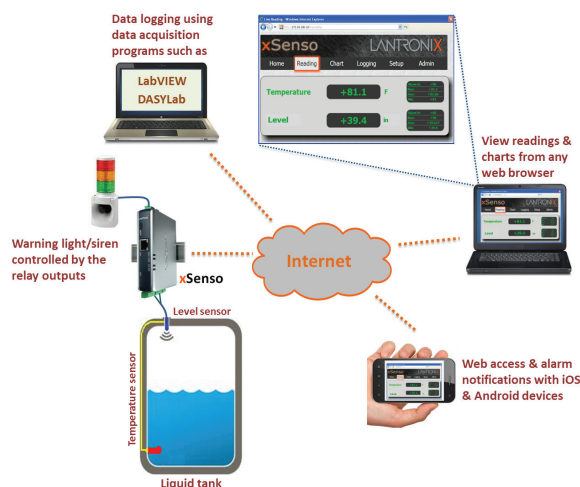 Data logging using
data acquisition
programs such as
LabVIEW
DASYLab
xSenso
LANTRONIX
Home Reading Chart Logging Setup Admin
Temperature +81.1 F
Level +39.4 in
View readings &
charts from any
web browser
Warning light/siren
controlled by the
relay outputs
xSenso
Internet
Level sensor
Temperature sensor
Liquid tank
Web access & alarm
notifications with iOS
& Android devices